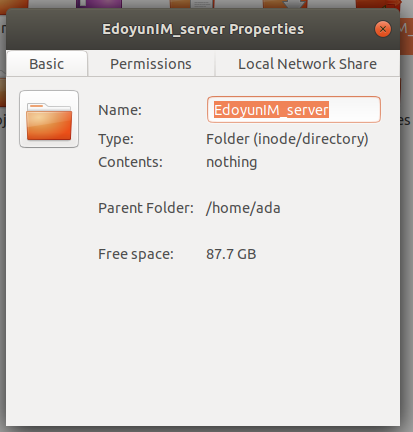 EdoyunIM_server Properties
Basic Permissions Local Network Share
Name: EdoyunIM_server
Type: Folder (inode/directory)
Contents: nothing
Parent Folder: /home/ada
Free space: 87.7 GB